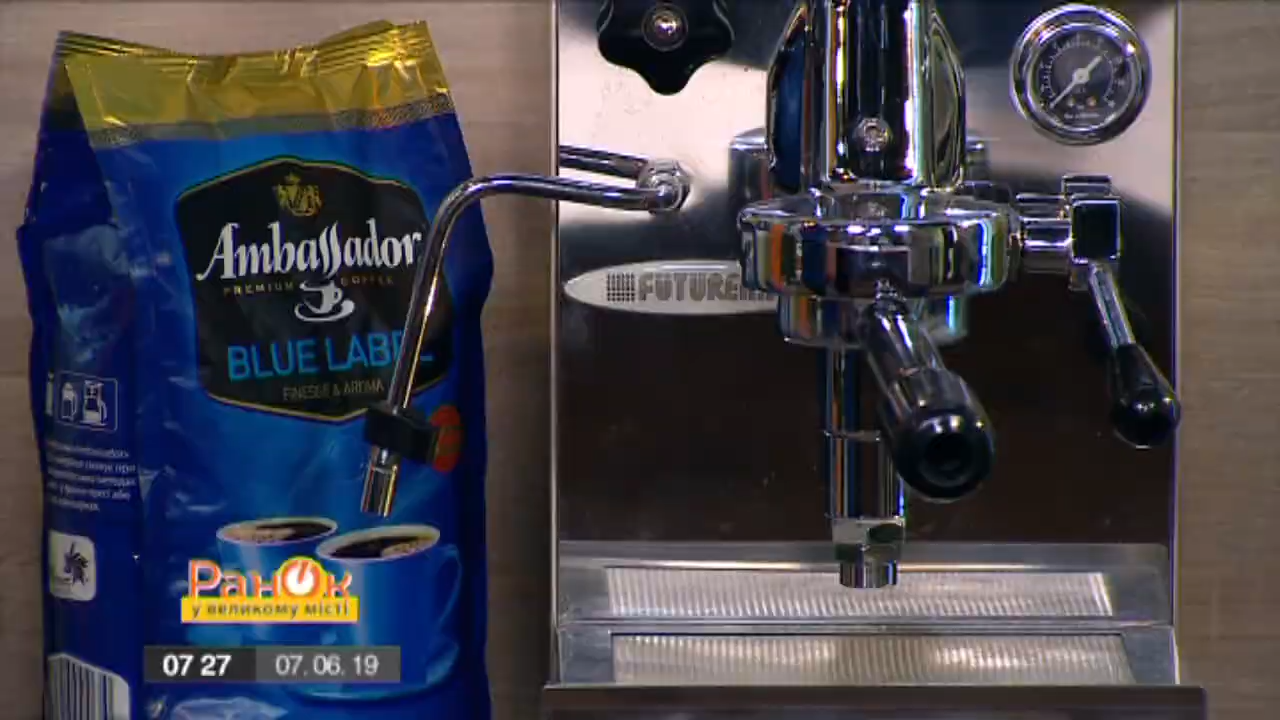 Ambassador
PREMIUM COFFEE
BLUE LABEL
FINESSE & AROMA
FUTURE
РанОк
у великому місті
07 27 07. 06. 19